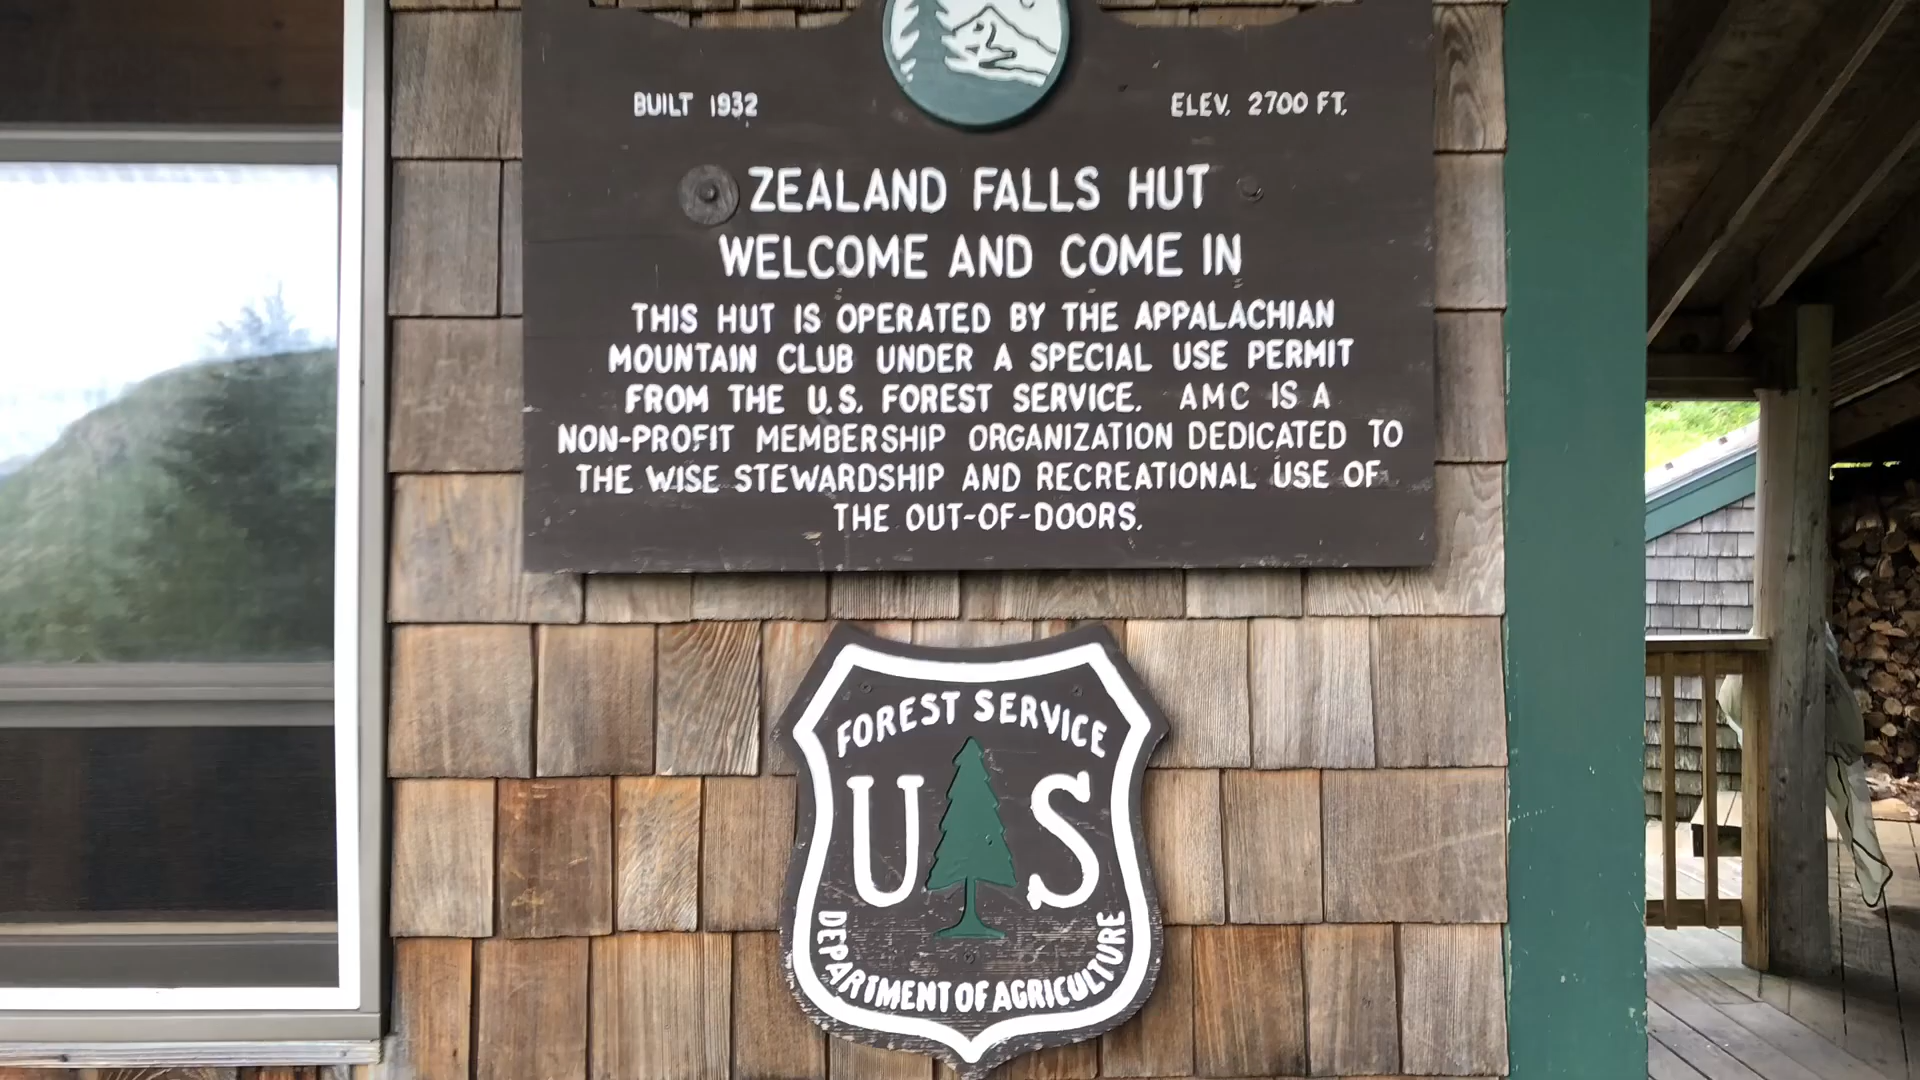 BUILT 1932
ELEV. 2700 FT.
ZEALAND FALLS HUT
WELCOME AND COME IN
THIS HUT IS OPERATED BY THE APPALACHIAN
MOUNTAIN CLUB UNDER A SPECIAL USE PERMIT
FROM THE U.S. FOREST SERVICE. AMC IS A
NON-PROFIT MEMBERSHIP ORGANIZATION DEDICATED TO
THE WISE STEWARDSHIP AND RECREATIONAL USE OF
THE OUT-OF-DOORS.
FOREST SERVICE
U S
DEPARTMENT OF AGRICULTURE